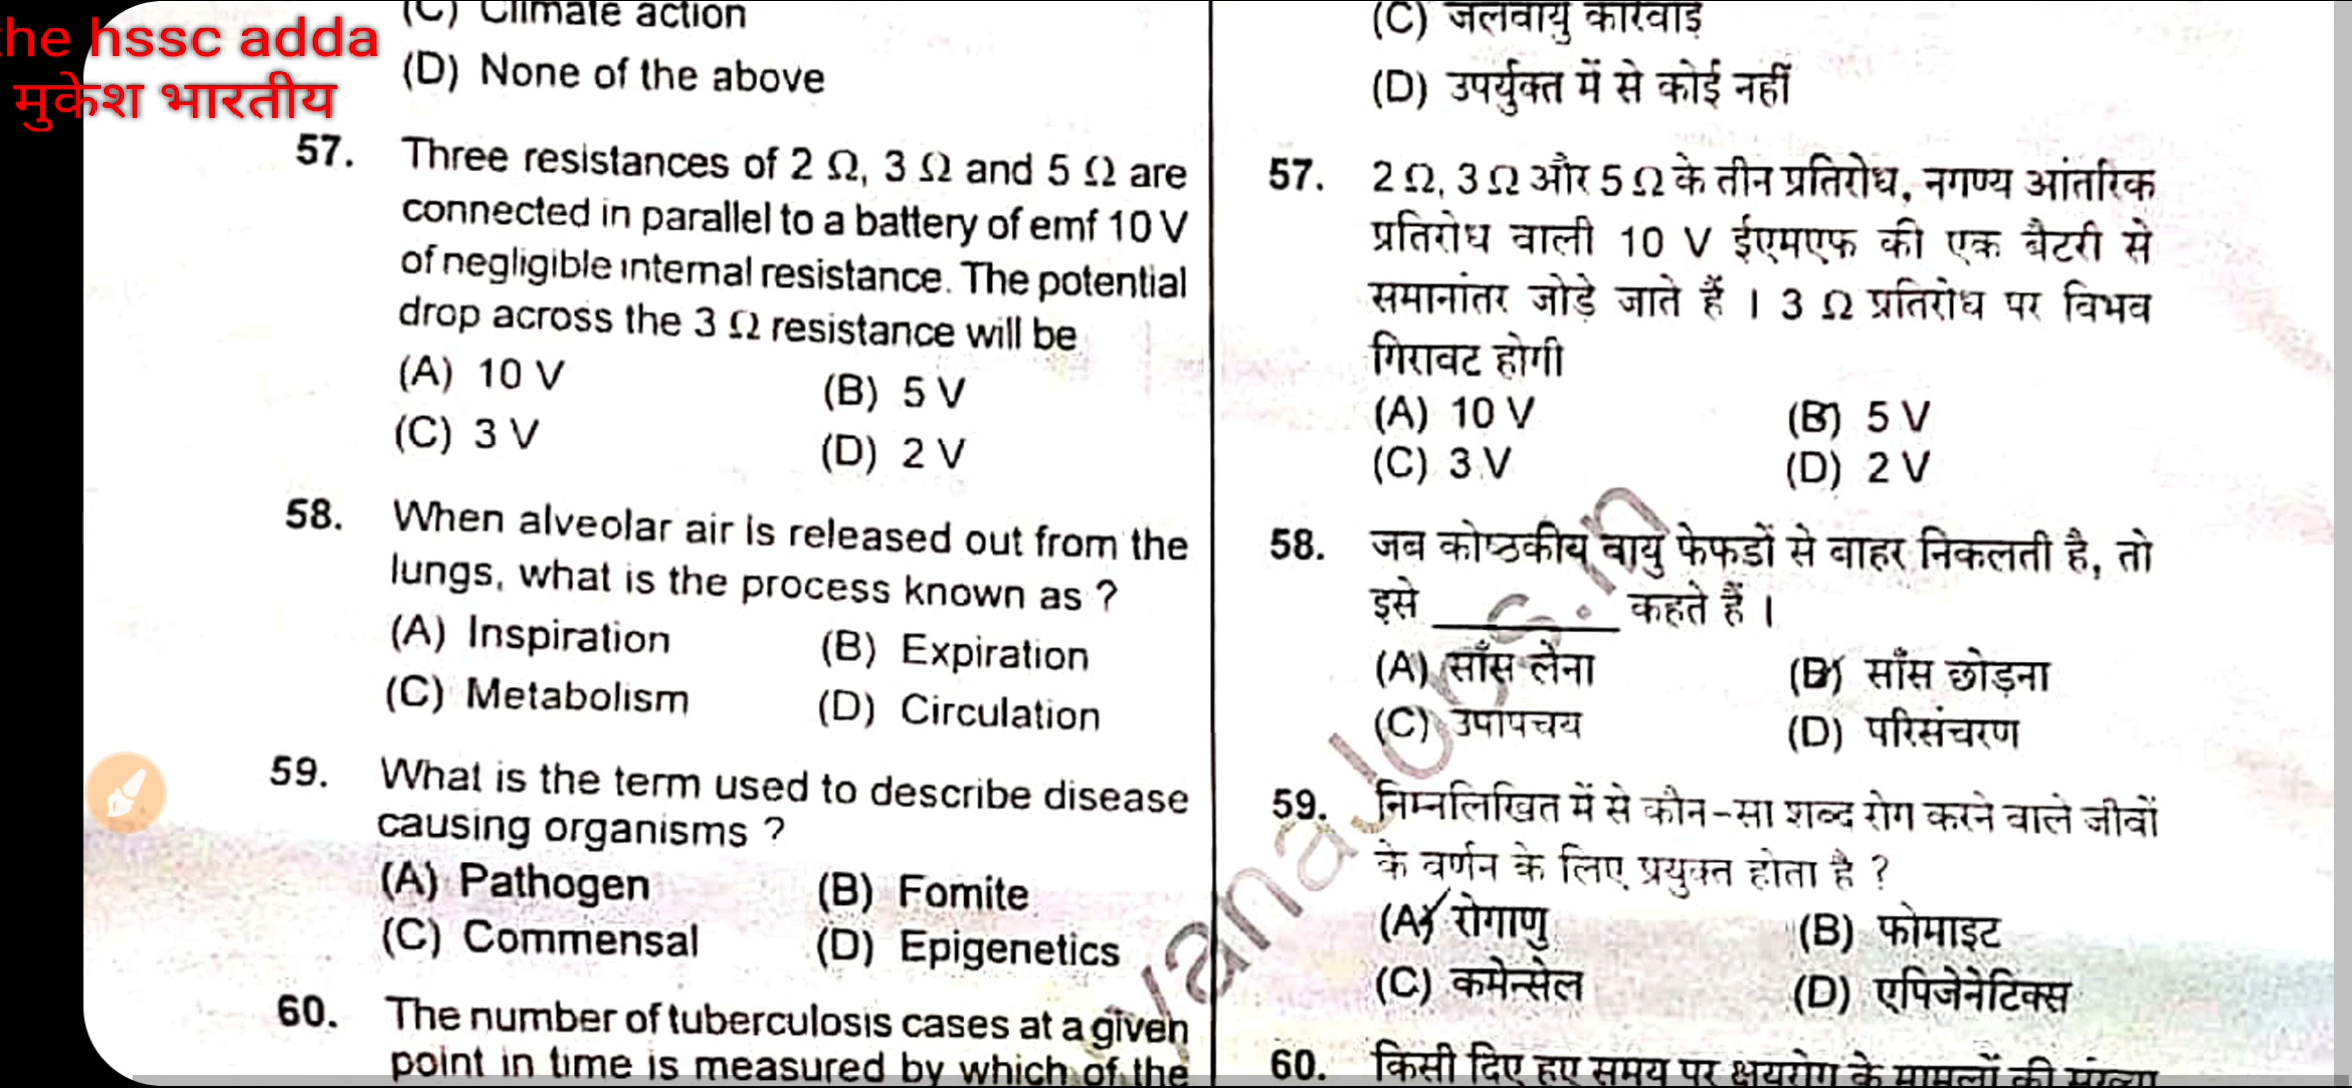 the hssc adda
मुकेश भारतीय
(C) Climate action
(D) None of the above
57. Three resistances of 2 Ω, 3 Ω and 5 Ω are
connected in parallel to a battery of emf 10 V
of negligible internal resistance. The potential
drop across the 3 Ω resistance will be
(A) 10 V (B) 5 V
(C) 3 V (D) 2 V
58. When alveolar air is released out from the
lungs, what is the process known as ?
(A) Inspiration (B) Expiration
(C) Metabolism (D) Circulation
59. What is the term used to describe disease
causing organisms ?
(A) Pathogen (B) Fomite
(C) Commensal (D) Epigenetics
60. The number of tuberculosis cases at a given
point in time is measured by which of the
(C) जलवायु कार्रवाई
(D) उपर्युक्त में से कोई नहीं
57. 2 Ω, 3 Ω और 5 Ω के तीन प्रतिरोध, नगण्य आंतरिक
प्रतिरोध वाली 10 V ईएमएफ की एक बैटरी से
समानांतर जोड़े जाते हैं । 3 Ω प्रतिरोध पर विभव
गिरावट होगी
(A) 10 V (B) 5 V
(C) 3 V (D) 2 V
58. जब कोष्ठकीय वायु फेफडों से बाहर निकलती है, तो
इसे ________ कहते हैं ।
(A) साँस लेना (B) साँस छोड़ना
(C) उपापचय (D) परिसंचरण
59. निम्नलिखित में से कौन-सा शब्द रोग करने वाले जीवों
के वर्णन के लिए प्रयुक्त होता है ?
(A) रोगाणु (B) फोमाइट
(C) कमेन्सेल (D) एपिजेनेटिक्स
60. किसी दिए हुए समय पर क्षयरोग के मामलों की संख्या